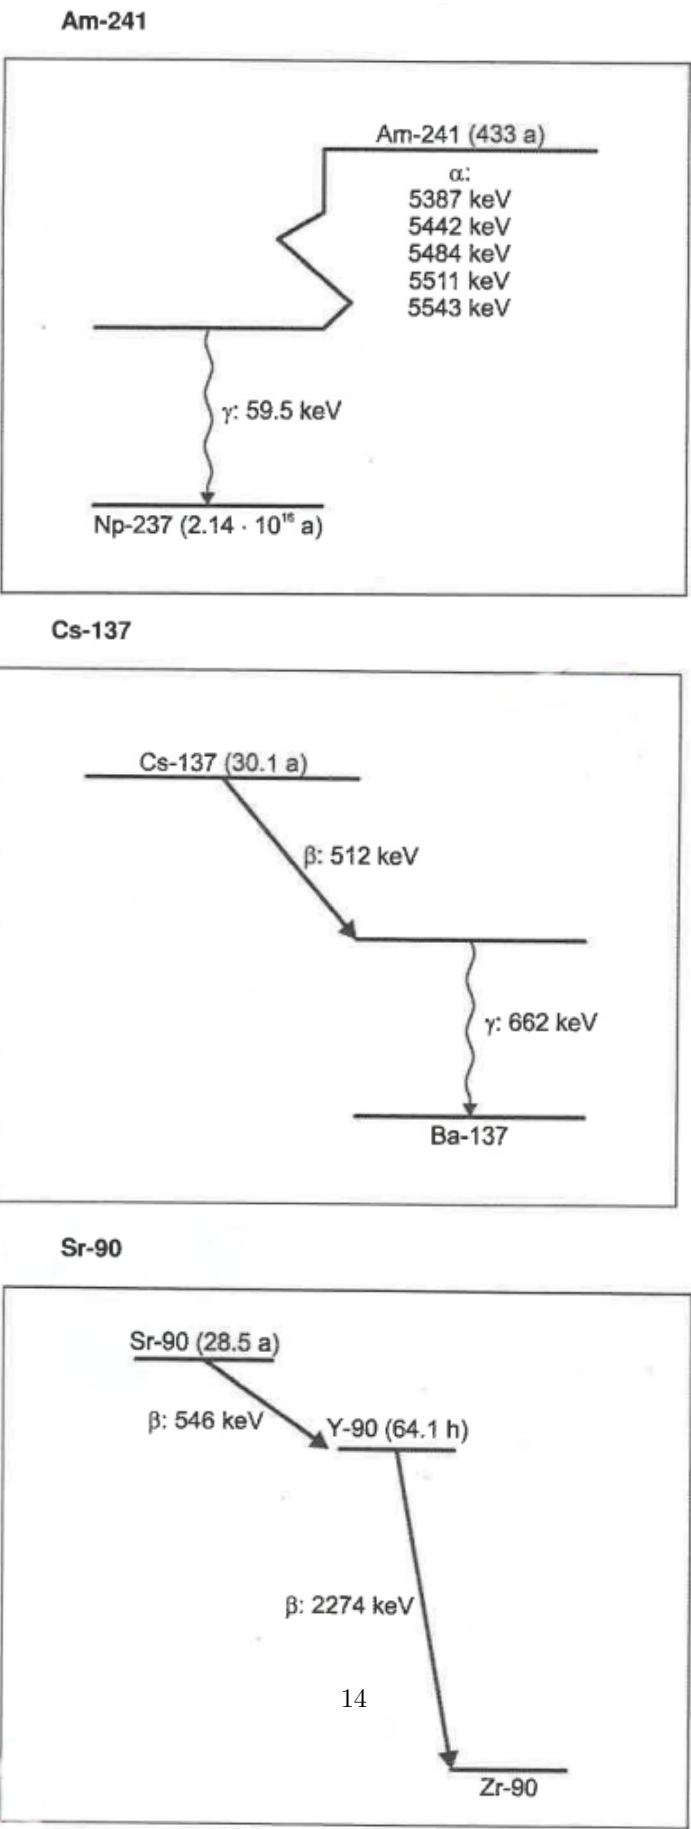 Am-241
Am-241 (433 a)
α:
5387 keV
5442 keV
5484 keV
5511 keV
5543 keV
γ: 59.5 keV
Np-237 (2.14 · 10¹⁶ a)
Cs-137
Cs-137 (30.1 a)
β: 512 keV
γ: 662 keV
Ba-137
Sr-90
Sr-90 (28.5 a)
β: 546 keV
Y-90 (64.1 h)
β: 2274 keV
14
Zr-90